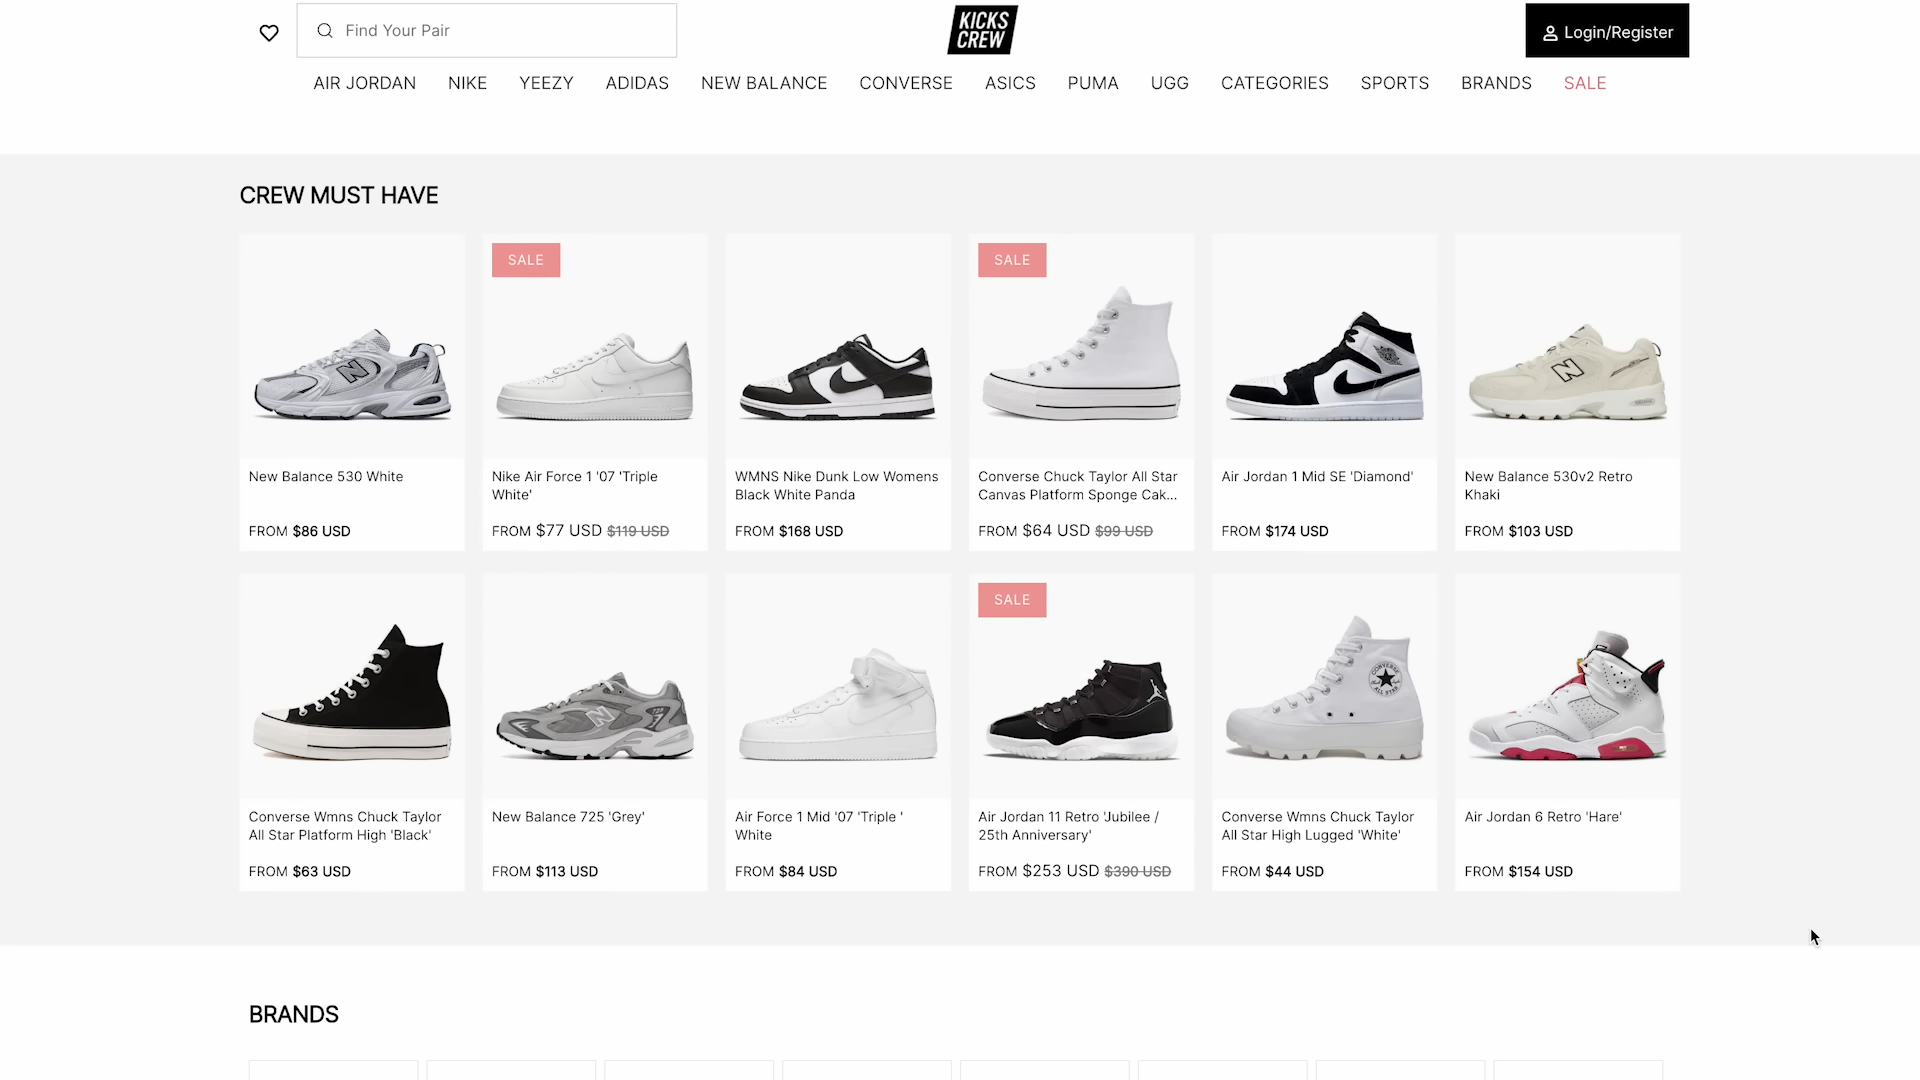 Find Your Pair
KICKS
CREW
Login/Register
AIR JORDAN NIKE YEEZY ADIDAS NEW BALANCE CONVERSE ASICS PUMA UGG CATEGORIES SPORTS BRANDS SALE
CREW MUST HAVE
New Balance 530 White
FROM $86 USD
SALE
Nike Air Force 1 '07 'Triple
White'
FROM $77 USD $119 USD
WMNS Nike Dunk Low Womens
Black White Panda
FROM $168 USD
SALE
Converse Chuck Taylor All Star
Canvas Platform Sponge Cak...
FROM $64 USD $99 USD
Air Jordan 1 Mid SE 'Diamond'
FROM $174 USD
New Balance 530v2 Retro
Khaki
FROM $103 USD
Converse Wmns Chuck Taylor
All Star Platform High 'Black'
FROM $63 USD
New Balance 725 'Grey'
FROM $113 USD
Air Force 1 Mid '07 'Triple '
White
FROM $84 USD
SALE
Air Jordan 11 Retro 'Jubilee /
25th Anniversary'
FROM $253 USD $390 USD
CONVERSE
ALL STAR
Converse Wmns Chuck Taylor
All Star High Lugged 'White'
FROM $44 USD
Air Jordan 6 Retro 'Hare'
FROM $154 USD
BRANDS